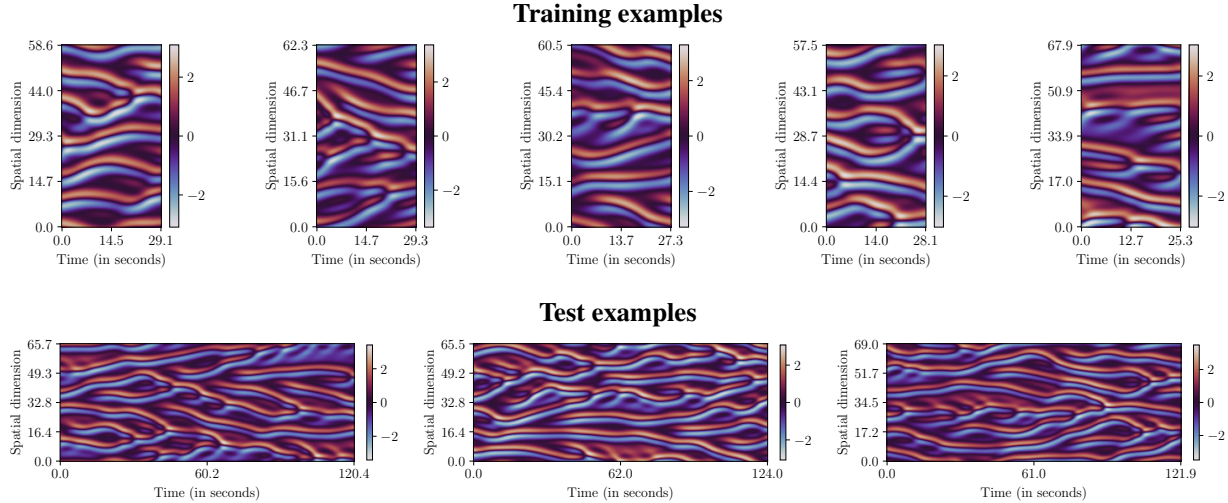 Training examples
58.6
44.0
29.3
14.7
0.0
Spatial dimension
0.0 14.5 29.1
Time (in seconds)
2
0
−2
62.3
46.7
31.1
15.6
0.0
Spatial dimension
0.0 14.7 29.3
Time (in seconds)
2
0
−2
60.5
45.4
30.2
15.1
0.0
Spatial dimension
0.0 13.7 27.3
Time (in seconds)
2
0
−2
57.5
43.1
28.7
14.4
0.0
Spatial dimension
0.0 14.0 28.1
Time (in seconds)
2
0
−2
67.9
50.9
33.9
17.0
0.0
Spatial dimension
0.0 12.7 25.3
Time (in seconds)
2
0
−2
Test examples
65.7
49.3
32.8
16.4
0.0
Spatial dimension
0.0 60.2 120.4
Time (in seconds)
2
0
−2
65.5
49.2
32.8
16.4
0.0
Spatial dimension
0.0 62.0 124.0
Time (in seconds)
2
0
−2
69.0
51.7
34.5
17.2
0.0
Spatial dimension
0.0 61.0 121.9
Time (in seconds)
2
0
−2